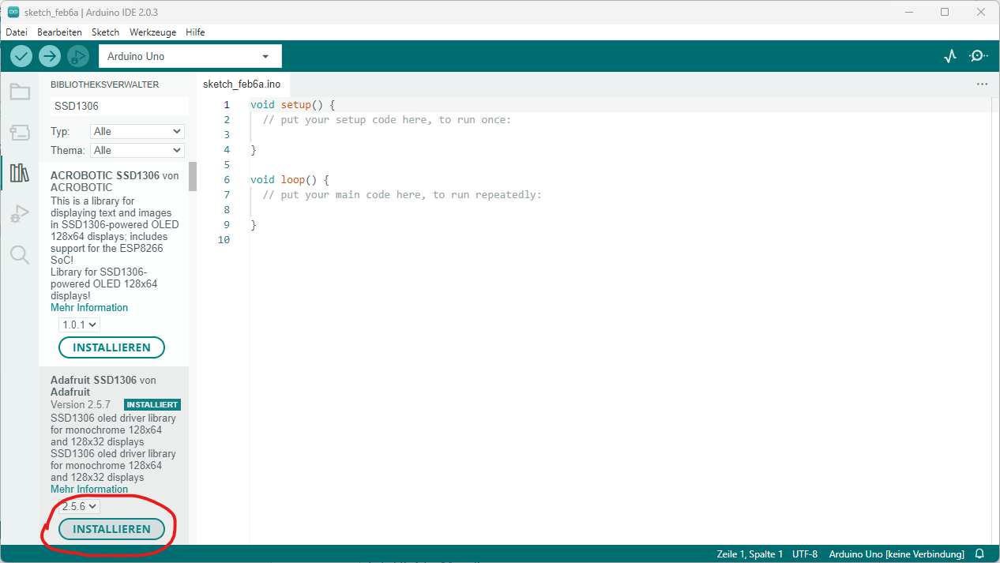 sketch_feb6a | Arduino IDE 2.0.3
Datei Bearbeiten Sketch Werkzeuge Hilfe
Arduino Uno
BIBLIOTHEKSVERWALTER
SSD1306
Typ: Alle
Thema: Alle
ACROBOTIC SSD1306 von
ACROBOTIC
This is a library for
displaying text and images
in SSD1306-powered OLED
128x64 displays; includes
support for the ESP8266
SoC!
Library for SSD1306-
powered OLED 128x64
displays!
Mehr Information
1.0.1
INSTALLIEREN
Adafruit SSD1306 von
Adafruit
Version 2.5.7 INSTALLIERT
SSD1306 oled driver library
for monochrome 128x64
and 128x32 displays
SSD1306 oled driver library
for monochrome 128x64
and 128x32 displays
Mehr Information
2.5.6
INSTALLIEREN
sketch_feb6a.ino
1 void setup() {
2 // put your setup code here, to run once:
3
4 }
5
6 void loop() {
7 // put your main code here, to run repeatedly:
8
9 }
10
Zeile 1, Spalte 1 UTF-8 Arduino Uno [keine Verbindung]